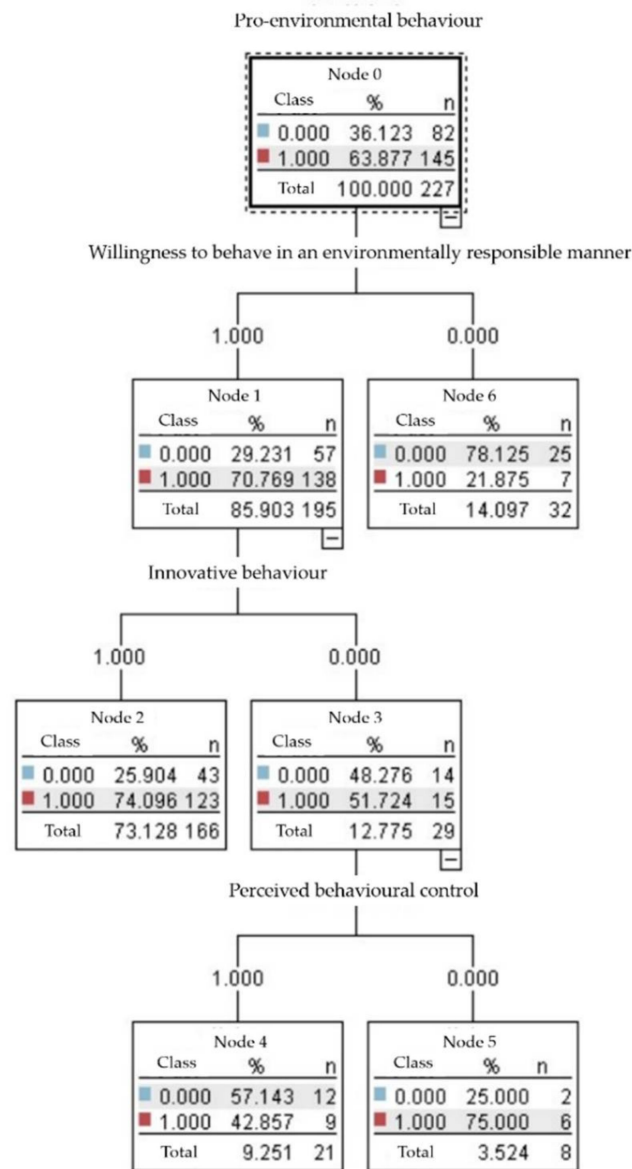 Pro-environmental behaviour
Node 0
Class % n
0.000 36.123 82
1.000 63.877 145
Total 100.000 227
Willingness to behave in an environmentally responsible manner
1.000 0.000
Node 1
Class % n
0.000 29.231 57
1.000 70.769 138
Total 85.903 195
Node 6
Class % n
0.000 78.125 25
1.000 21.875 7
Total 14.097 32
Innovative behaviour
1.000 0.000
Node 2
Class % n
0.000 25.904 43
1.000 74.096 123
Total 73.128 166
Node 3
Class % n
0.000 48.276 14
1.000 51.724 15
Total 12.775 29
Perceived behavioural control
1.000 0.000
Node 4
Class % n
0.000 57.143 12
1.000 42.857 9
Total 9.251 21
Node 5
Class % n
0.000 25.000 2
1.000 75.000 6
Total 3.524 8